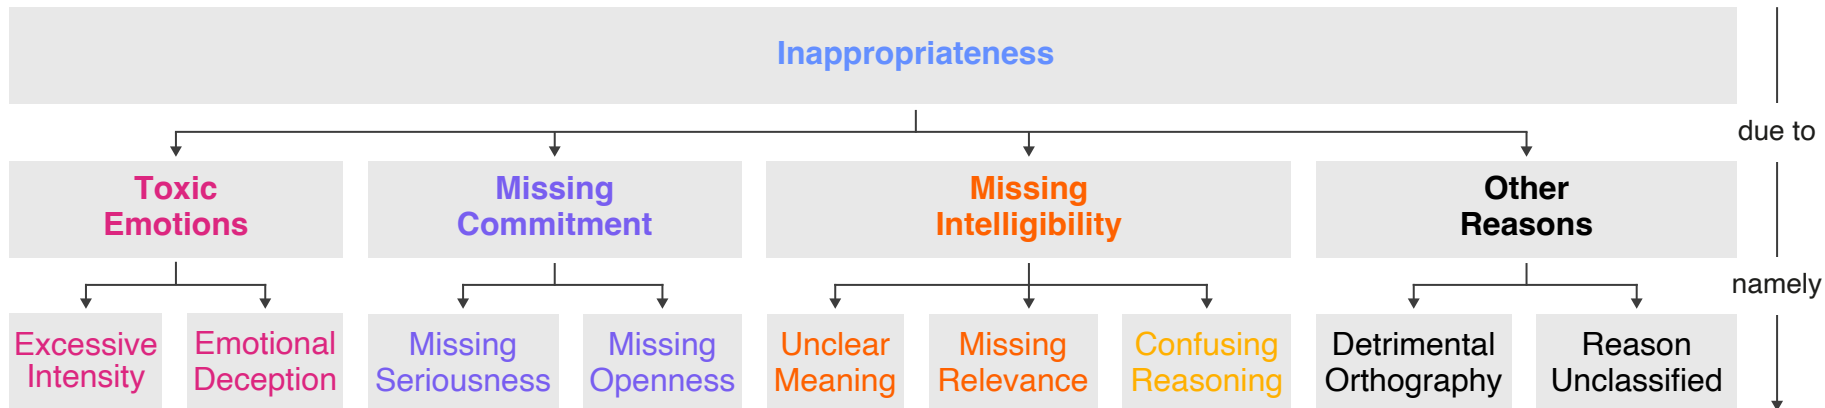 Inappropriateness
due to
Toxic
Emotions
Missing
Commitment
Missing
Intelligibility
Other
Reasons
namely
Excessive
Intensity
Emotional
Deception
Missing
Seriousness
Missing
Openness
Unclear
Meaning
Missing
Relevance
Confusing
Reasoning
Detrimental
Orthography
Reason
Unclassified